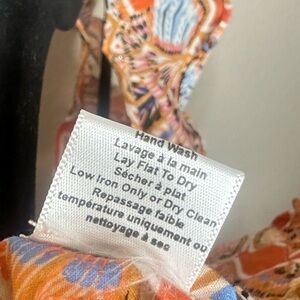 Hand Wash
Lavage à la main
Lay Flat To Dry
Sécher à plat
Low Iron Only or Dry Clean
Repassage faible
température uniquement ou
nettoyage à see